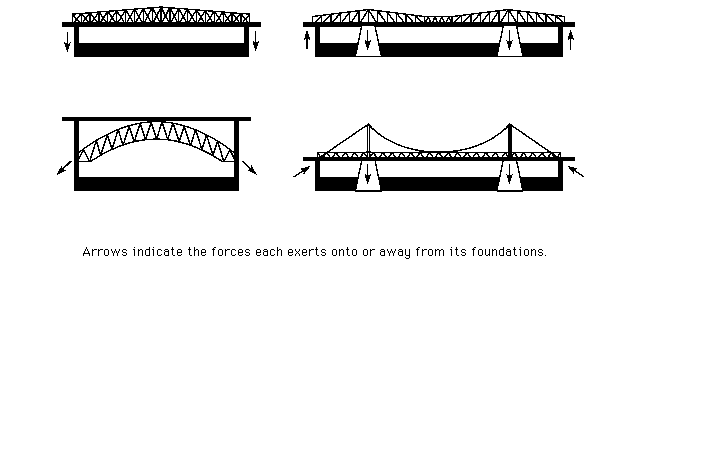 Arrows indicate the forces each exerts onto or away from its foundations.